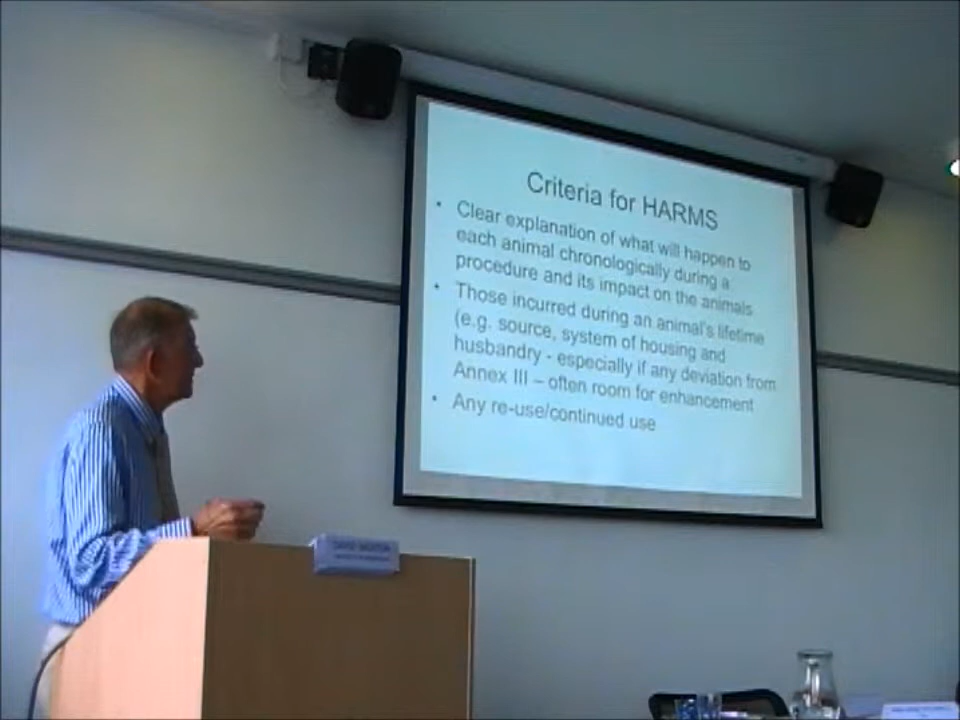 Criteria for HARMS
• Clear explanation of what will happen to
each animal chronologically during a
procedure and its impact on the animals
• Those incurred during an animal's lifetime
(e.g. source, system of housing and
husbandry - especially if any deviation from
Annex III – often room for enhancement
• Any re-use/continued use